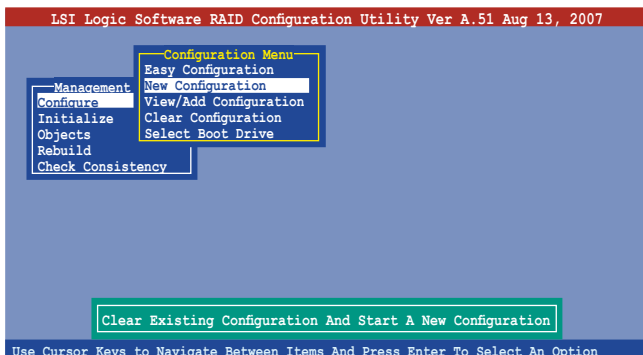 LSI Logic Software RAID Configuration Utility Ver A.51 Aug 13, 2007
Configuration Menu
Easy Configuration
New Configuration
View/Add Configuration
Clear Configuration
Select Boot Drive
Management
Configure
Initialize
Objects
Rebuild
Check Consistency
Clear Existing Configuration And Start A New Configuration
Use Cursor Keys to Navigate Between Items And Press Enter To Select An Option